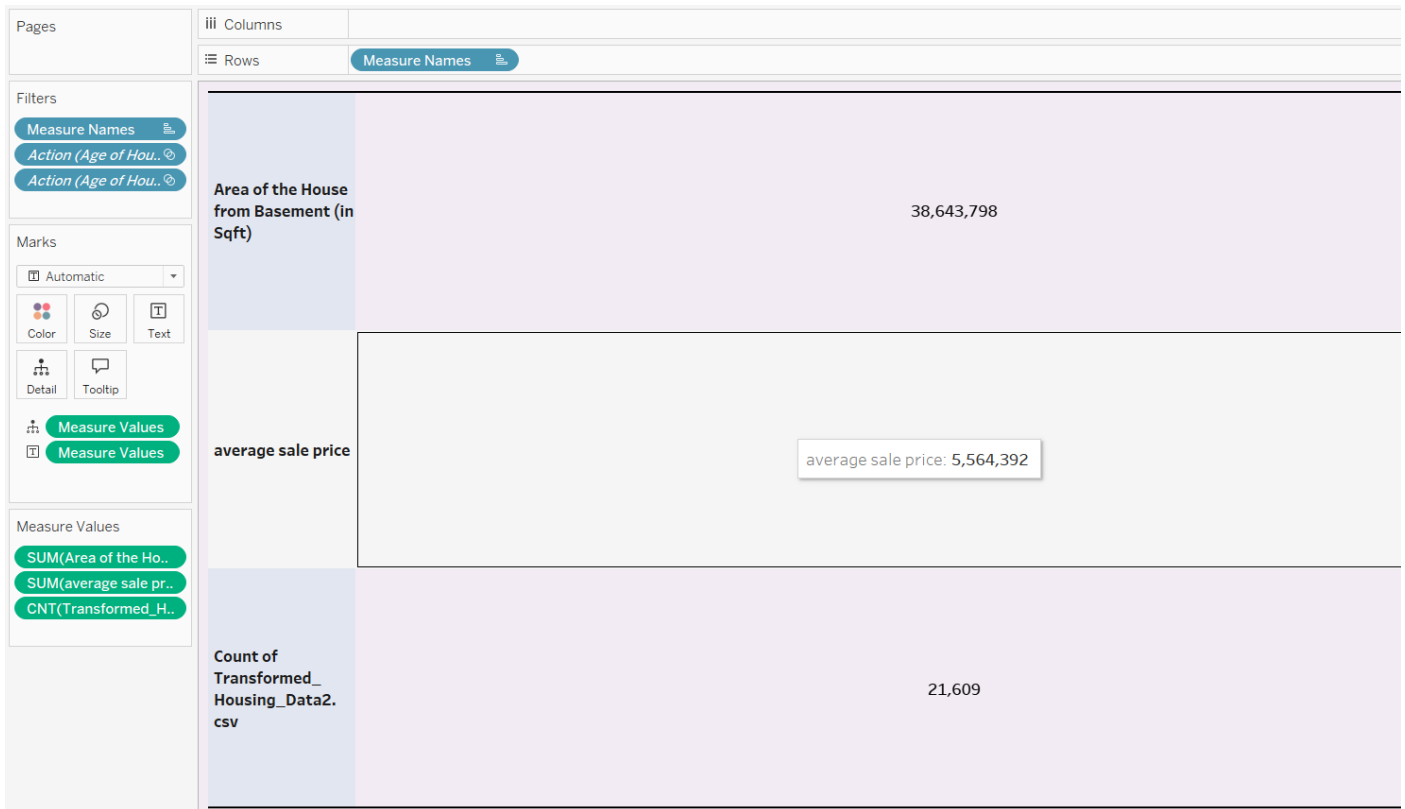 Pages
Columns
Rows
Measure Names
Filters
Measure Names
Action (Age of Hou..
Action (Age of Hou..
Marks
Automatic
Color
Size
Text
Detail
Tooltip
Measure Values
Measure Values
Measure Values
SUM(Area of the Ho..
SUM(average sale pr..
CNT(Transformed_H..
Area of the House
from Basement (in
Sqft)
38,643,798
average sale price
average sale price: 5,564,392
Count of
Transformed_
Housing_Data2.
csv
21,609